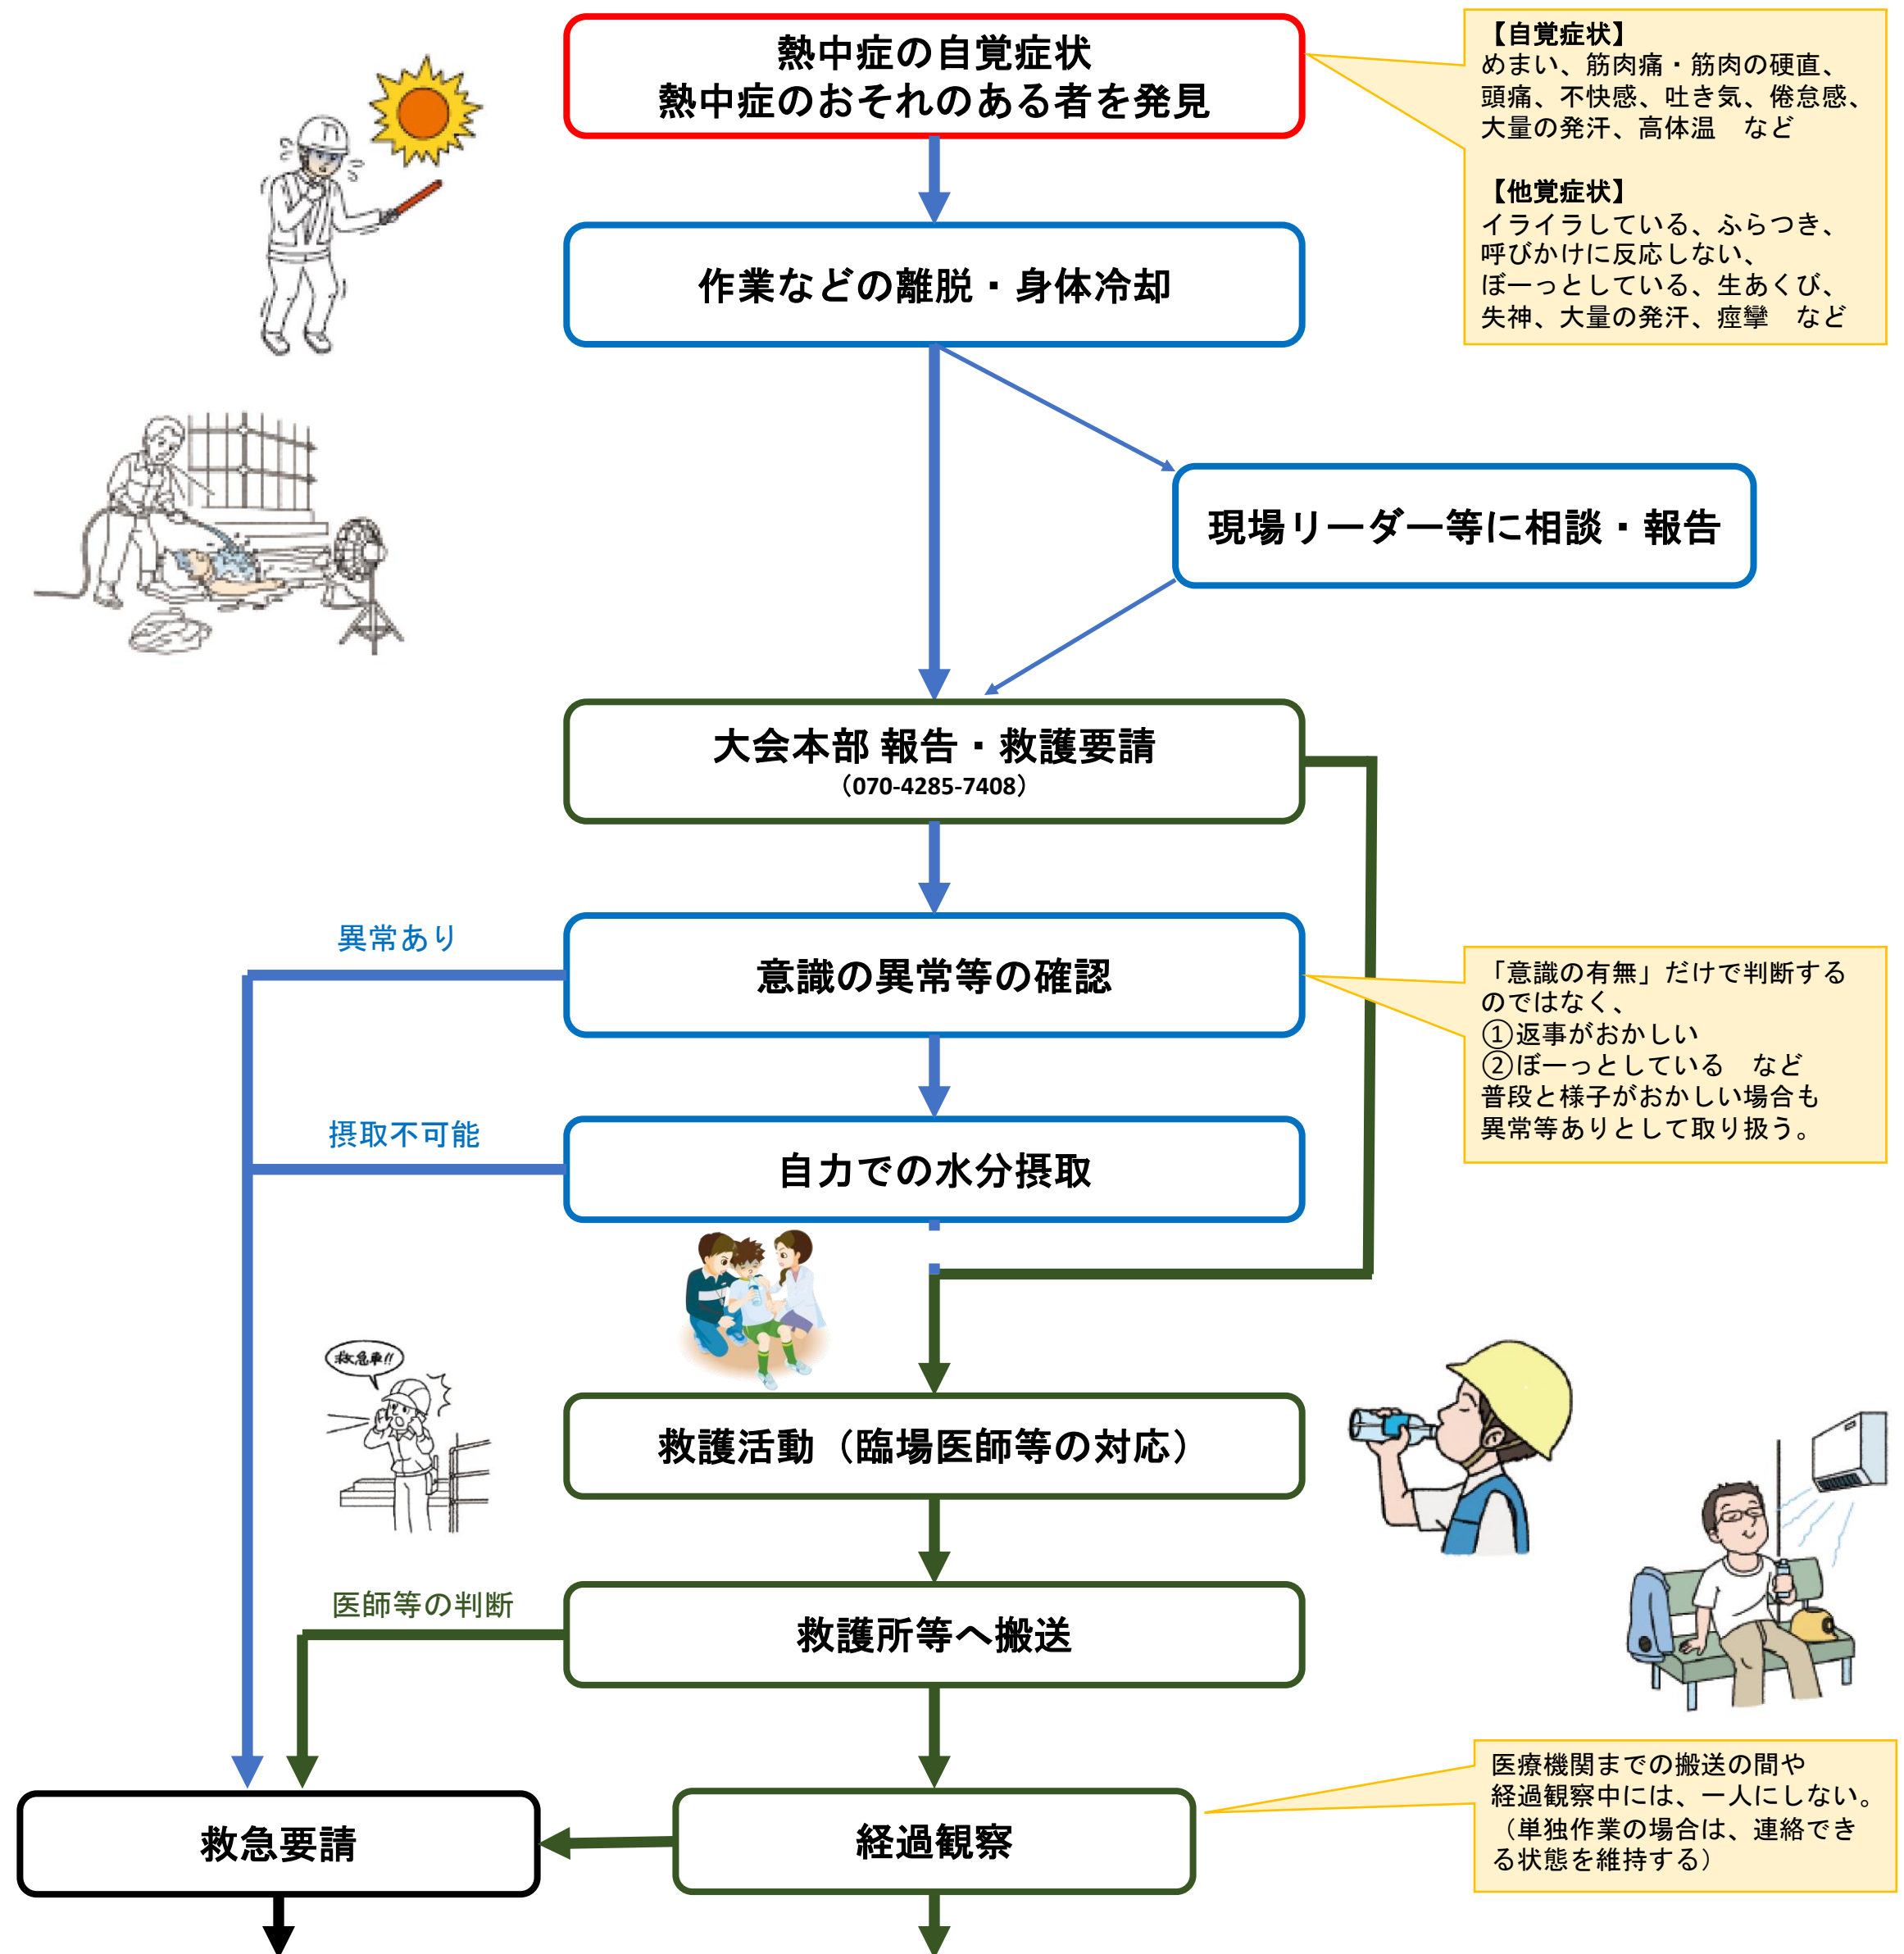 熱中症の自覚症状
熱中症のおそれのある者を発見
【自覚症状】
めまい、筋肉痛・筋肉の硬直、
頭痛、不快感、吐き気、倦怠感、
大量の発汗、高体温　など
【他覚症状】
イライラしている、ふらつき、
呼びかけに反応しない、
ぼーっとしている、生あくび、
失神、大量の発汗、痙攣　など
作業などの離脱・身体冷却
現場リーダー等に相談・報告
大会本部 報告・救護要請
（070-4285-7408）
異常あり
意識の異常等の確認
「意識の有無」だけで判断する
のではなく、
①返事がおかしい
②ぼーっとしている　など
普段と様子がおかしい場合も
異常等ありとして取り扱う。
摂取不可能
自力での水分摂取
救急車!!
救護活動（臨場医師等の対応）
医師等の判断
救護所等へ搬送
救急要請
経過観察
医療機関までの搬送の間や
経過観察中には、一人にしない。
（単独作業の場合は、連絡でき
る状態を維持する）